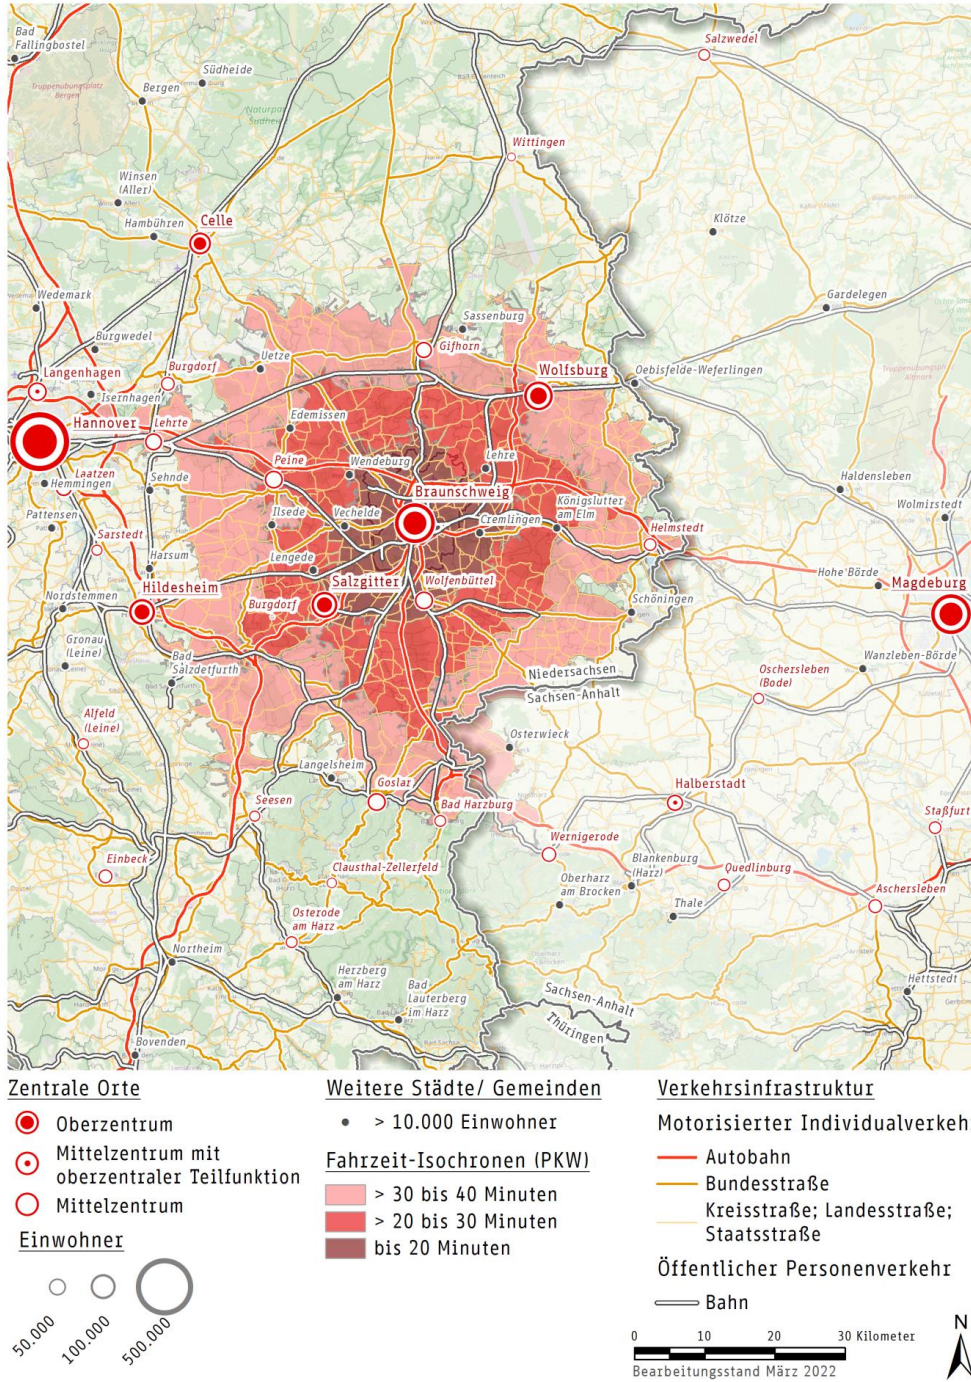 Bad
Fallingbostel
Truppenübungsplatz
Bergen
Südheide
Bergen
Salzwedel
Wittingen
Winsen
(Aller)
Hambühren
Celle
Klötze
Wedemark
Gardelegen
Burgwedel
Sassenburg
Gifhorn
Uetze
Burgdorf
Langenhagen
Isernhagen
Wolfsburg
Oebisfelde-Weferlingen
Truppenübungsplatz
Altmark
Hannover
Lehrte
Edemissen
Laatzen
Hemmingen
Sehnde
Peine
Wendeburg
Lehre
Haldensleben
Braunschweig
Königslutter
am Elm
Wolmirstedt
Pattensen
Ilsede
Vechelde
Cremlingen
Helmstedt
Sarstedt
Harsum
Lengede
Hohe Börde
Magdeburg
Hildesheim
Salzgitter
Wolfenbüttel
Nordstemmen
Burgdorf
Schöningen
Gronau
(Leine)
Bad
Salzdetfurth
Wanzleben-Börde
Niedersachsen
Sachsen-Anhalt
Oschersleben
(Bode)
Alfeld
(Leine)
Osterwieck
Langelsheim
Goslar
Halberstadt
Seesen
Bad Harzburg
Staßfurt
Wernigerode
Einbeck
Clausthal-Zellerfeld
Blankenburg
(Harz)
Quedlinburg
Oberharz
am Brocken
Aschersleben
Thale
Osterode
am Harz
Northeim
Herzberg
am Harz
Bad
Lauterberg
im Harz
Hettstedt
Sachsen-Anhalt
Thüringen
Bovenden
Zentrale Orte
Oberzentrum
Mittelzentrum mit
oberzentraler Teilfunktion
Mittelzentrum
Einwohner
50.000
100.000
500.000
Weitere Städte/ Gemeinden
> 10.000 Einwohner
Fahrzeit-Isochronen (PKW)
> 30 bis 40 Minuten
> 20 bis 30 Minuten
bis 20 Minuten
Verkehrsinfrastruktur
Motorisierter Individualverkeh
Autobahn
Bundesstraße
Kreisstraße; Landesstraße;
Staatsstraße
Öffentlicher Personenverkehr
Bahn
0 10 20 30 Kilometer
Bearbeitungsstand März 2022
N